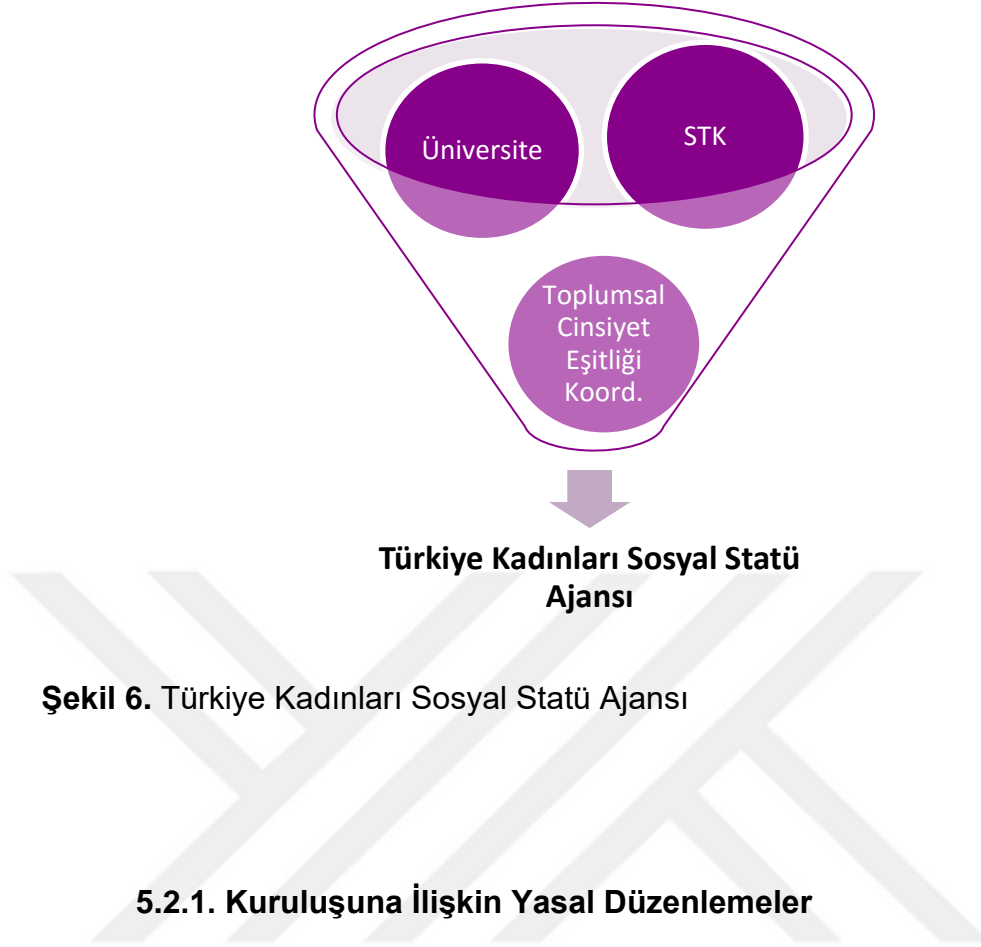 Üniversite
STK
Toplumsal
Cinsiyet
Eşitliği
Koord.
Türkiye Kadınları Sosyal Statü
Ajansı
Şekil 6. Türkiye Kadınları Sosyal Statü Ajansı
5.2.1. Kuruluşuna İlişkin Yasal Düzenlemeler